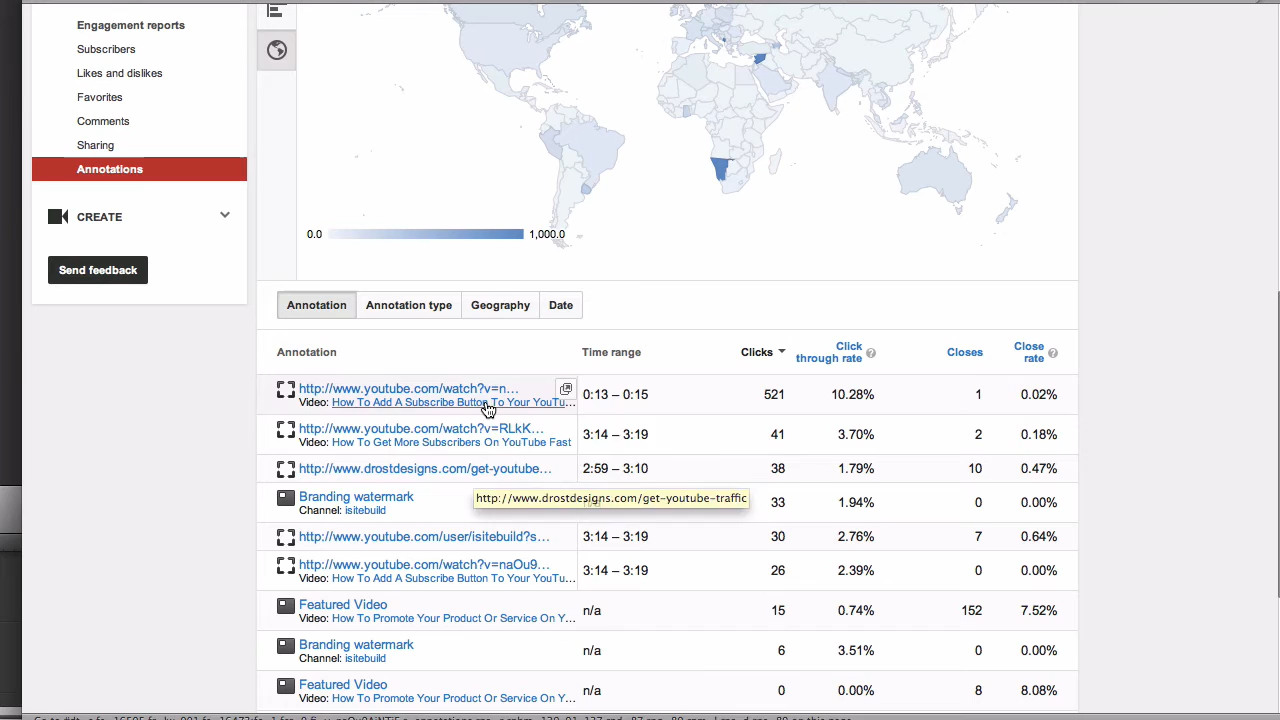 Engagement reports
Subscribers
Likes and dislikes
Favorites
Comments
Sharing
Annotations
CREATE
Send feedback
0.0
1,000.0
Annotation
Annotation type
Geography
Date
Annotation Time range Clicks Click through rate ? Closes Close rate ?
http://www.youtube.com/watch?v=n... 0:13 – 0:15 521 10.28% 1 0.02%
Video: How To Add A Subscribe Button To Your YouTu...
http://www.youtube.com/watch?v=RLkK... 3:14 – 3:19 41 3.70% 2 0.18%
Video: How To Get More Subscribers On YouTube Fast
http://www.drostdesigns.com/get-youtube... 2:59 – 3:10 38 1.79% 10 0.47%
Branding watermark 33 1.94% 0 0.00%
http://www.drostdesigns.com/get-youtube-traffic
Channel: isitebuild
http://www.youtube.com/user/isitebuild?s... 3:14 – 3:19 30 2.76% 7 0.64%
http://www.youtube.com/watch?v=naOu9... 3:14 – 3:19 26 2.39% 0 0.00%
Video: How To Add A Subscribe Button To Your YouTu...
Featured Video n/a 15 0.74% 152 7.52%
Video: How To Promote Your Product Or Service On Y...
Branding watermark n/a 6 3.51% 0 0.00%
Channel: isitebuild
Featured Video n/a 0 0.00% 8 8.08%
Video: How To Promote Your Product Or Service On Y...